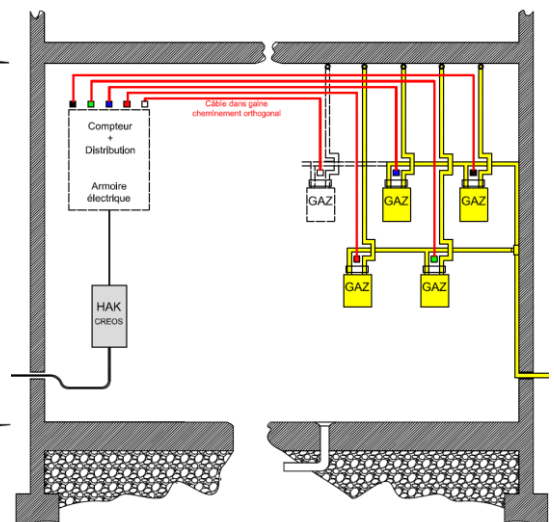 Câble dans gaine
cheminement orthogonal
Compteur
+
Distribution
Armoire
électrique
GAZ
GAZ
GAZ
GAZ
GAZ
HAK
CREOS